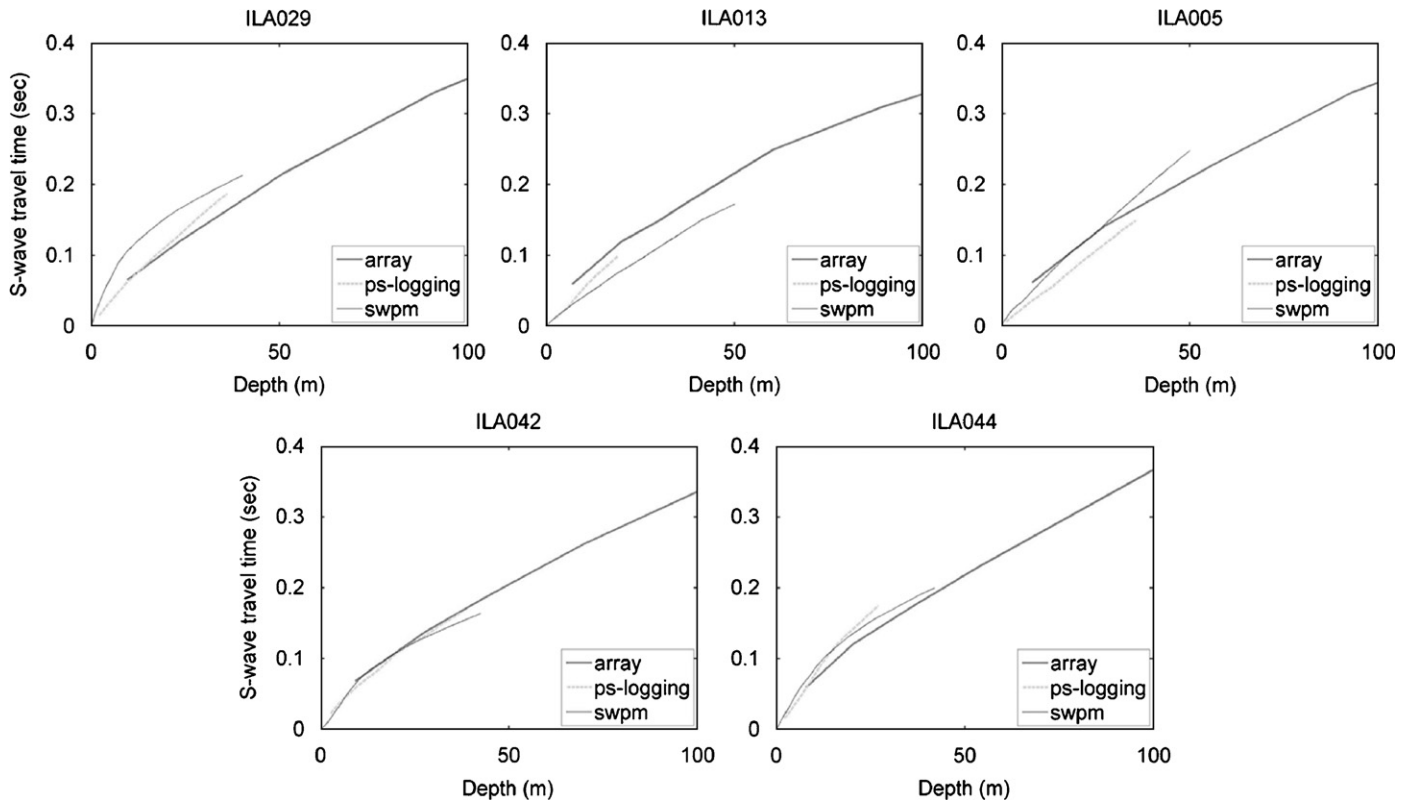 ILA029
S-wave travel time (sec)
0.4
0.3
0.2
0.1
0
0
50
100
Depth (m)
array
ps-logging
swpm
ILA013
0.4
0.3
0.2
0.1
0
0
50
100
Depth (m)
array
ps-logging
swpm
ILA005
0.4
0.3
0.2
0.1
0
0
50
100
Depth (m)
array
ps-logging
swpm
ILA042
S-wave travel time (sec)
0.4
0.3
0.2
0.1
0
0
50
100
Depth (m)
array
ps-logging
swpm
ILA044
0.4
0.3
0.2
0.1
0
0
50
100
Depth (m)
array
ps-logging
swpm